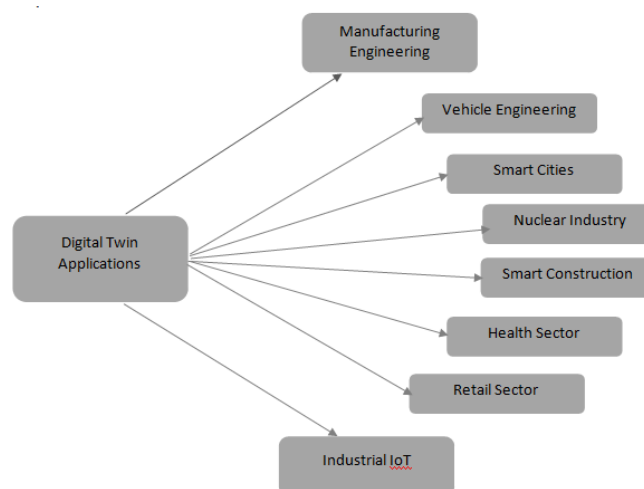 Manufacturing
Engineering
Vehicle Engineering
Smart Cities
Nuclear Industry
Digital Twin
Applications
Smart Construction
Health Sector
Retail Sector
Industrial IoT